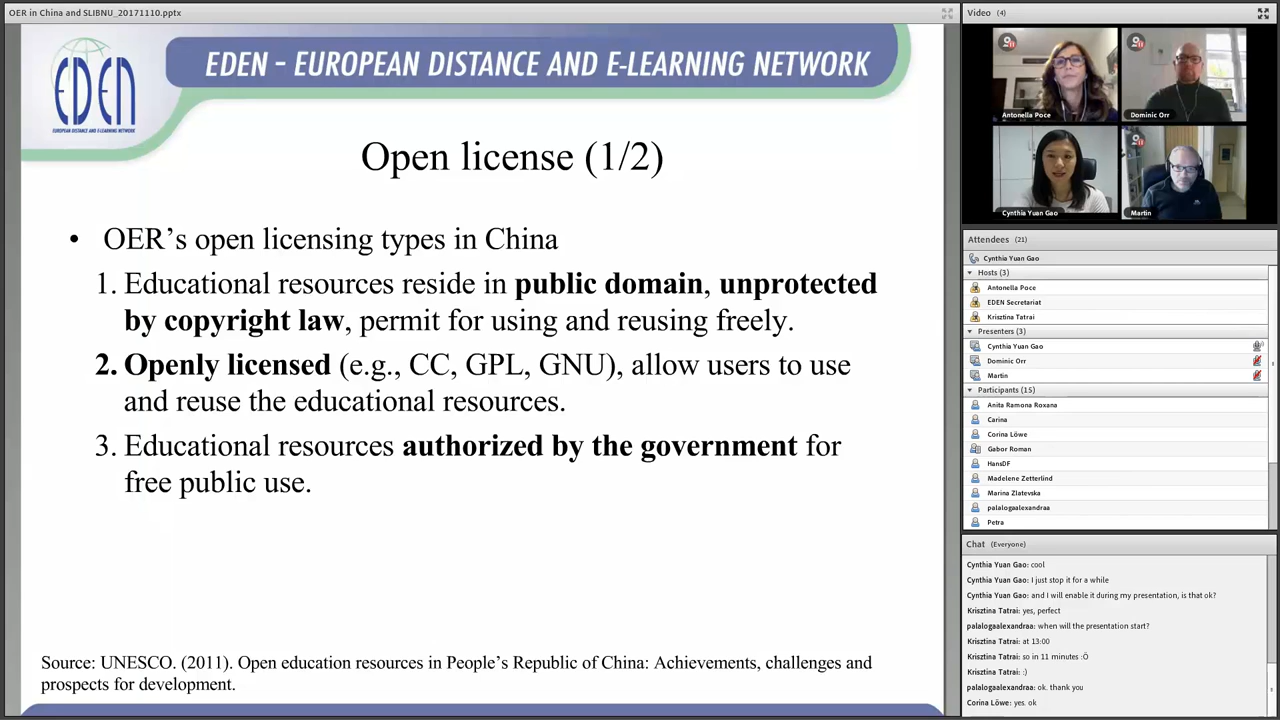 OER in China and SLIBNU_20171110.pptx
EDEN
EUROPEAN DISTANCE AND E-LEARNING NETWORK
EDEN – EUROPEAN DISTANCE AND E-LEARNING NETWORK
Open license (1/2)
• OER’s open licensing types in China
1. Educational resources reside in public domain, unprotected
by copyright law, permit for using and reusing freely.
2. Openly licensed (e.g., CC, GPL, GNU), allow users to use
and reuse the educational resources.
3. Educational resources authorized by the government for
free public use.
Source: UNESCO. (2011). Open education resources in People’s Republic of China: Achievements, challenges and
prospects for development.
Video (4)
Antonella Poce
Dominic Orr
Cynthia Yuan Gao
Martin
Attendees (21)
Cynthia Yuan Gao
Hosts (3)
Antonella Poce
EDEN Secretariat
Krisztina Tatrai
Presenters (3)
Cynthia Yuan Gao
Dominic Orr
Martin
Participants (15)
Anita Ramona Roxana
Carina
Corina Löwe
Gabor Roman
HansDF
Madelene Zetterlind
Marina Zlatevska
palalogaalexandraa
Petra
Chat (Everyone)
Cynthia Yuan Gao: cool
Cynthia Yuan Gao: I just stop it for a while
Cynthia Yuan Gao: and I will enable it during my presentation, is that ok?
Krisztina Tatrai: yes, perfect
palalogaalexandraa: when will the presentation start?
Krisztina Tatrai: at 13:00
Krisztina Tatrai: so in 11 minutes :Ö
Krisztina Tatrai: :)
palalogaalexandraa: ok. thank you
Corina Löwe: yes. ok